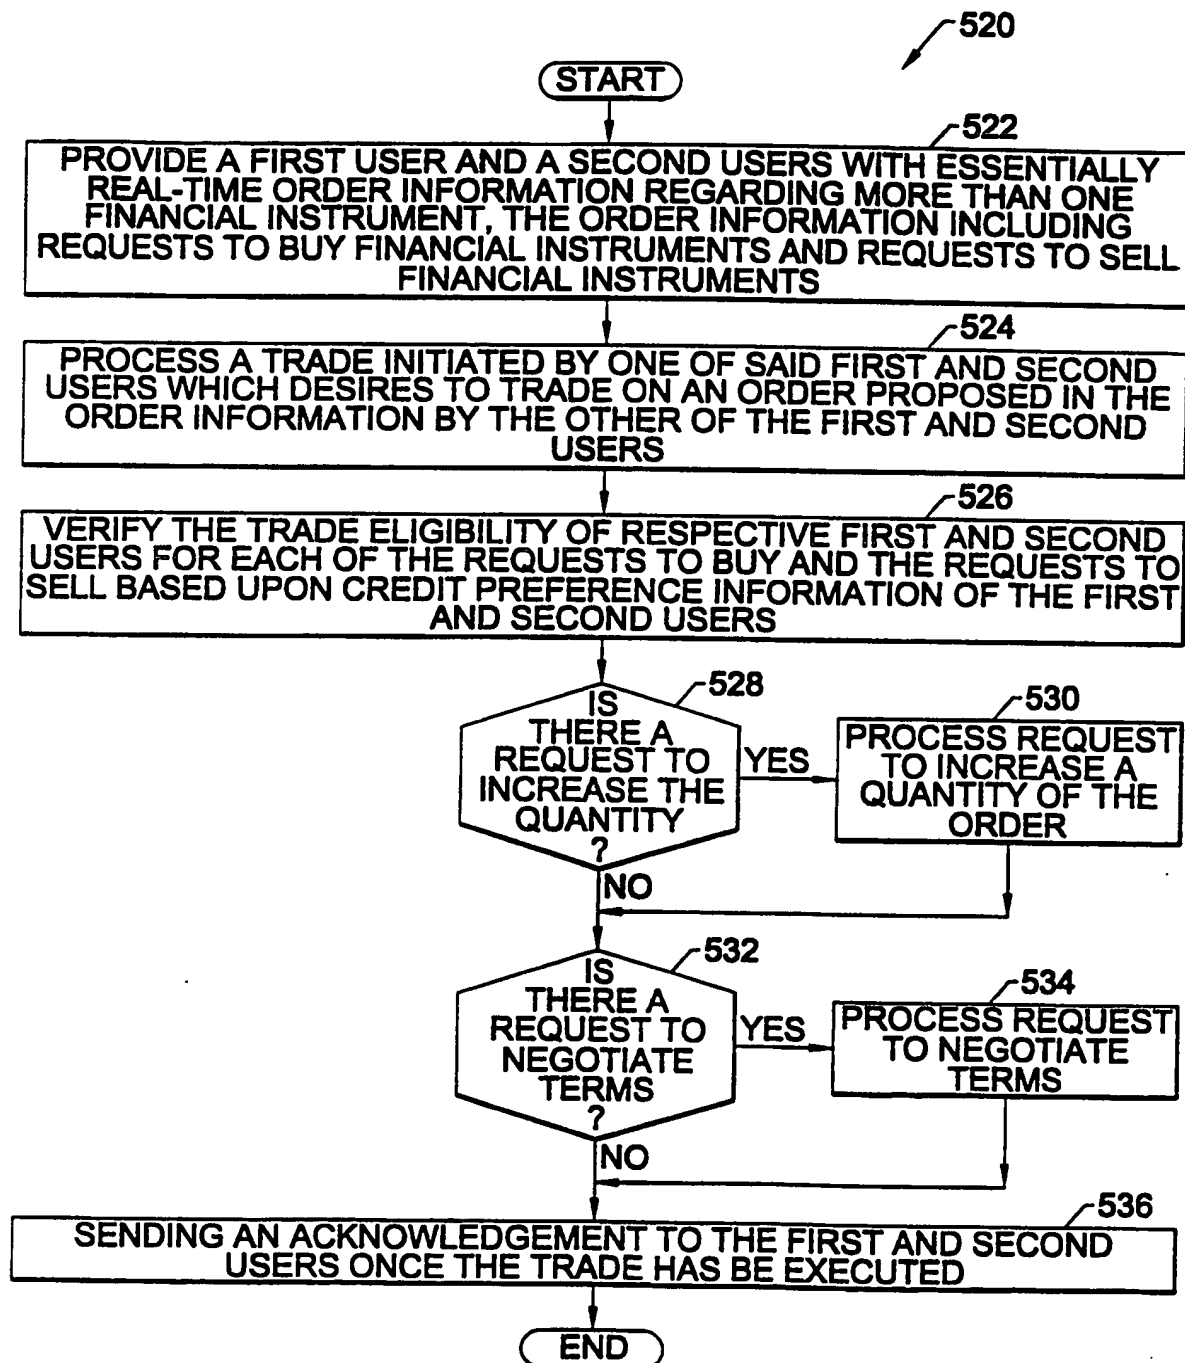 520
START
522
PROVIDE A FIRST USER AND A SECOND USERS WITH ESSENTIALLY
REAL-TIME ORDER INFORMATION REGARDING MORE THAN ONE
FINANCIAL INSTRUMENT, THE ORDER INFORMATION INCLUDING
REQUESTS TO BUY FINANCIAL INSTRUMENTS AND REQUESTS TO SELL
FINANCIAL INSTRUMENTS
524
PROCESS A TRADE INITIATED BY ONE OF SAID FIRST AND SECOND
USERS WHICH DESIRES TO TRADE ON AN ORDER PROPOSED IN THE
ORDER INFORMATION BY THE OTHER OF THE FIRST AND SECOND
USERS
526
VERIFY THE TRADE ELIGIBILITY OF RESPECTIVE FIRST AND SECOND
USERS FOR EACH OF THE REQUESTS TO BUY AND THE REQUESTS TO
SELL BASED UPON CREDIT PREFERENCE INFORMATION OF THE FIRST
AND SECOND USERS
528
IS
THERE A
REQUEST TO
INCREASE THE
QUANTITY
?
YES
530
PROCESS REQUEST
TO INCREASE A
QUANTITY OF THE
ORDER
NO
532
IS
THERE A
REQUEST TO
NEGOTIATE
TERMS
?
YES
534
PROCESS REQUEST
TO NEGOTIATE
TERMS
NO
536
SENDING AN ACKNOWLEDGEMENT TO THE FIRST AND SECOND
USERS ONCE THE TRADE HAS BE EXECUTED
END